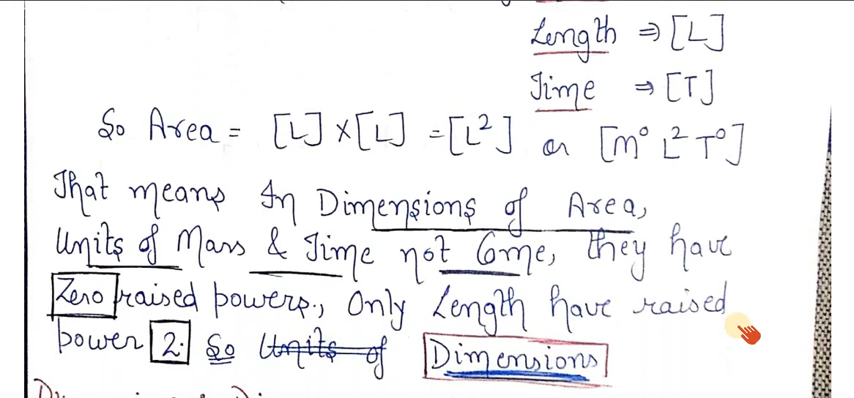 Length ⇒ [L]
Time ⇒ [T]
So Area = [L] × [L] = [L²] or [M⁰ L² T⁰]
That means In Dimensions of Area,
Units of Mass & Time not Come, they have
Zero raised powers., Only Length have raised
power 2. So Units of Dimensions